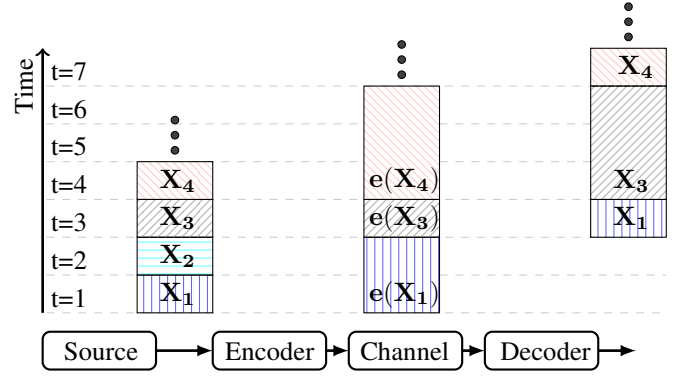 Time
t=7
t=6
t=5
t=4
t=3
t=2
t=1
X₄
X₃
X₂
X₁
e(X₄)
e(X₃)
e(X₁)
X₄
X₃
X₁
Source
Encoder
Channel
Decoder